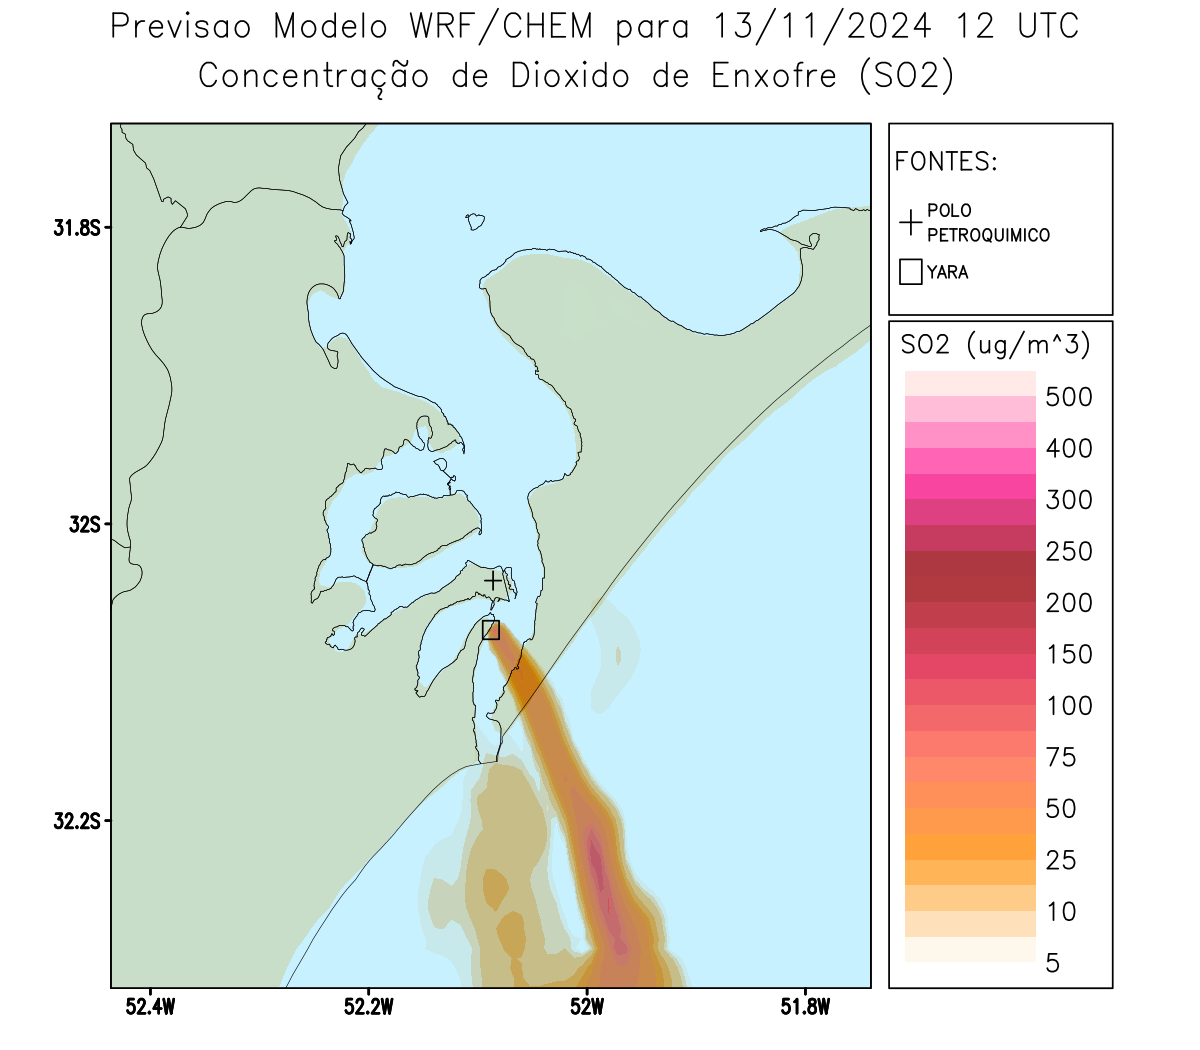 Previsao Modelo WRF/CHEM para 13/11/2024 12 UTC
Concentração de Dioxido de Enxofre (SO2)
FONTES:
POLO
PETROQUIMICO
YARA
SO2 (ug/m^3)
500
400
300
250
200
150
100
75
50
25
10
5
31.8S
32S
32.2S
52.4W
52.2W
52W
51.8W